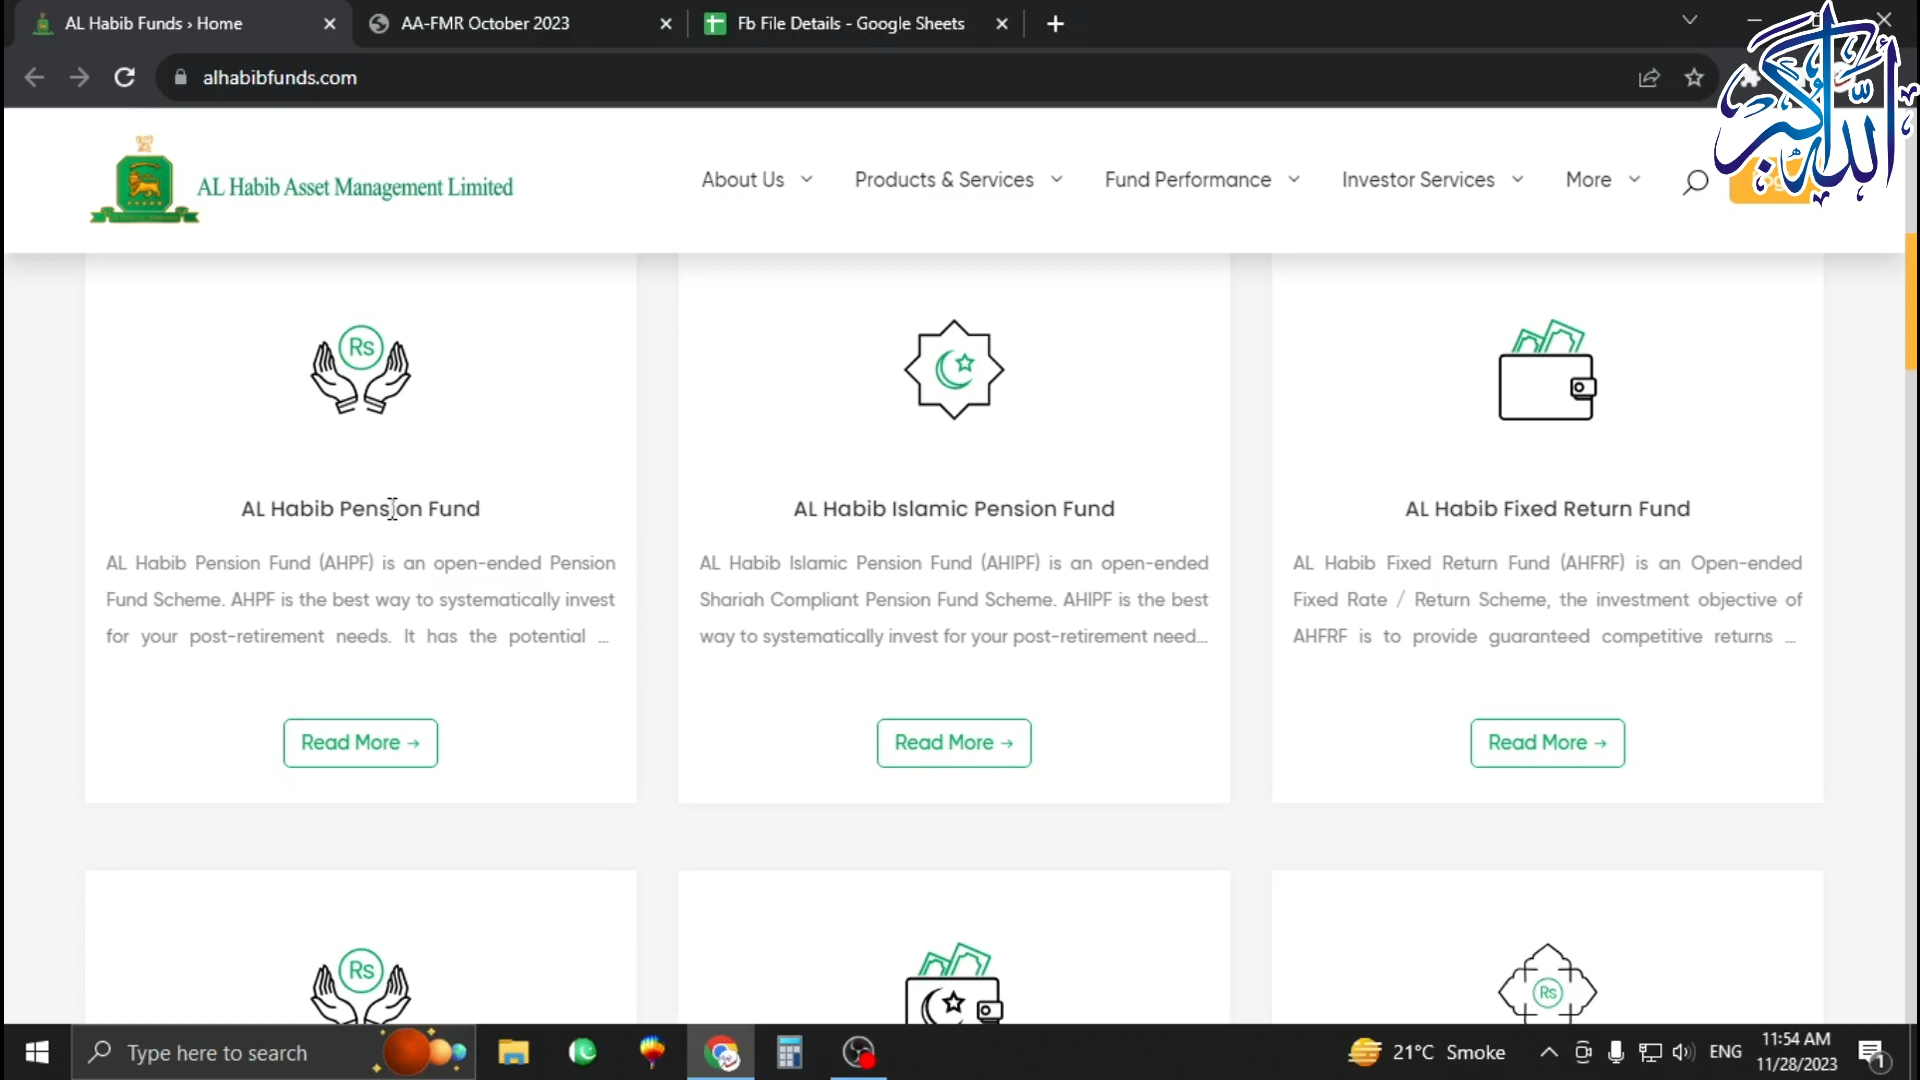 AL Habib Funds › Home
AA-FMR October 2023
Fb File Details - Google Sheets
alhabibfunds.com
الله أكبر
AL Habib Asset Management Limited
About Us
Products & Services
Fund Performance
Investor Services
More
Rs
AL Habib Pension Fund
AL Habib Pension Fund (AHPF) is an open-ended Pension
Fund Scheme. AHPF is the best way to systematically invest
for your post-retirement needs. It has the potential ...
Read More →
AL Habib Islamic Pension Fund
AL Habib Islamic Pension Fund (AHIPF) is an open-ended
Shariah Compliant Pension Fund Scheme. AHIPF is the best
way to systematically invest for your post-retirement need...
Read More →
AL Habib Fixed Return Fund
AL Habib Fixed Return Fund (AHFRF) is an Open-ended
Fixed Rate / Return Scheme, the investment objective of
AHFRF is to provide guaranteed competitive returns ...
Read More →
Rs
Rs
Type here to search
21°C Smoke
ENG
11:54 AM
11/28/2023
1